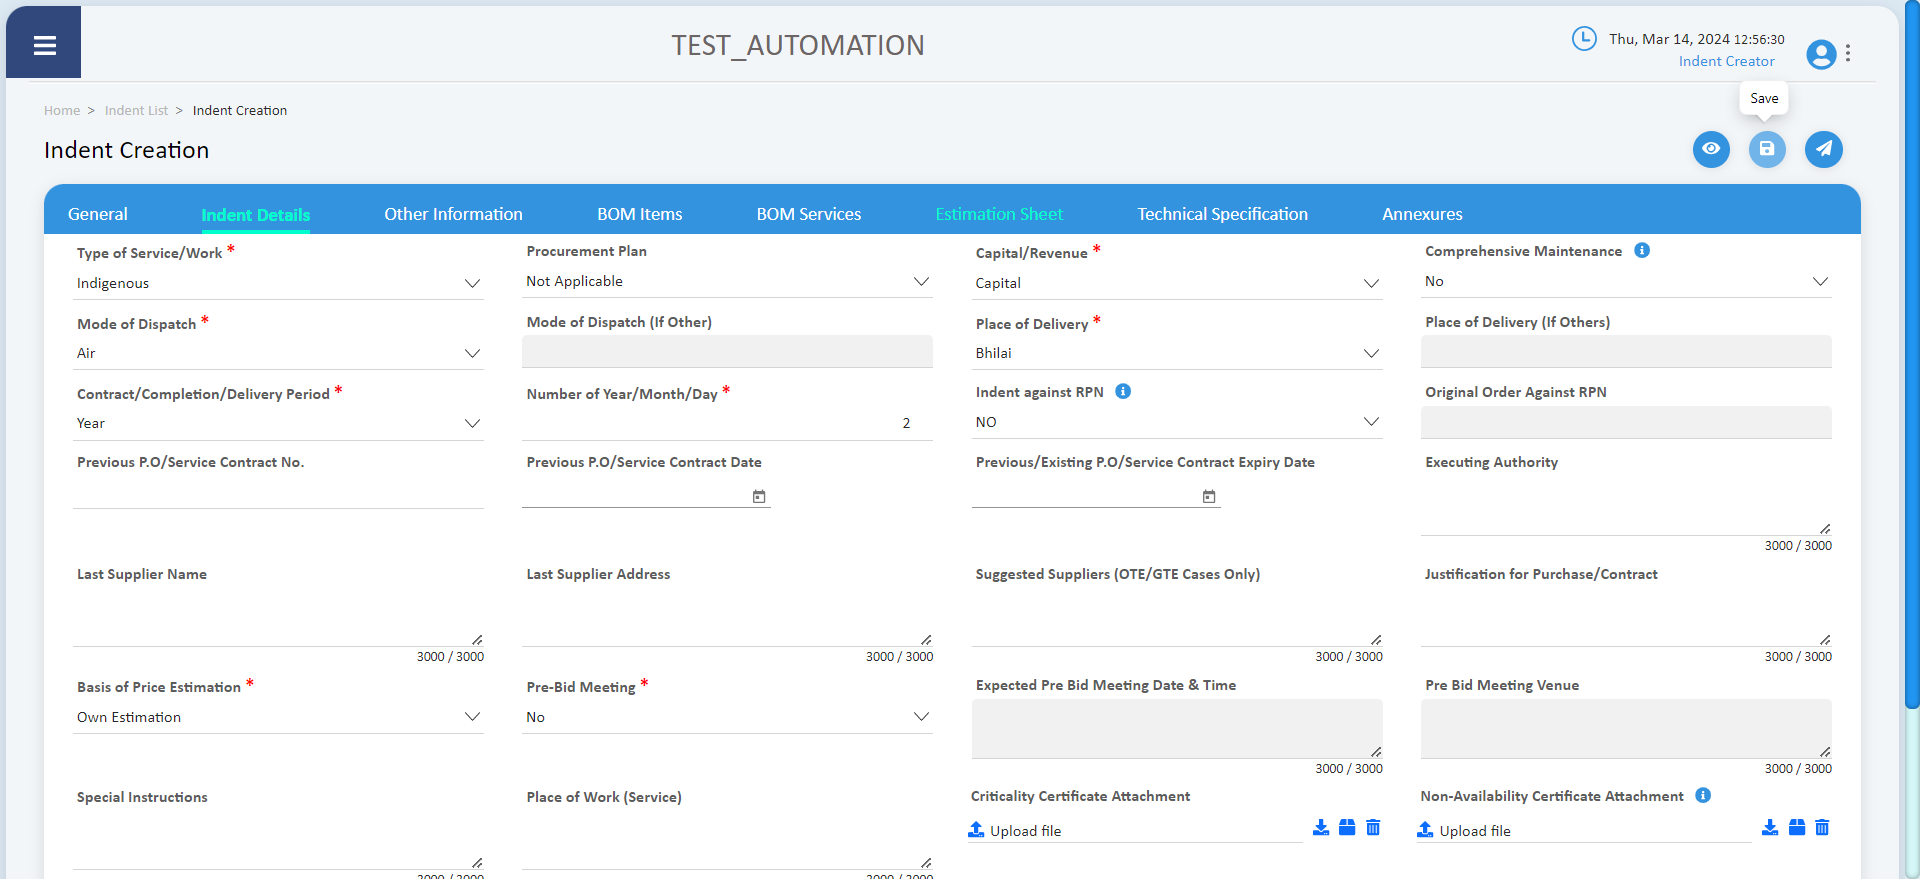 TEST_AUTOMATION
Thu, Mar 14, 2024 12:56:30
Indent Creator
Save
Home > Indent List > Indent Creation
Indent Creation
General Indent Details Other Information BOM Items BOM Services Estimation Sheet Technical Specification Annexures
Type of Service/Work * Procurement Plan Capital/Revenue * Comprehensive Maintenance
Indigenous Not Applicable Capital No
Mode of Dispatch * Mode of Dispatch (If Other) Place of Delivery * Place of Delivery (If Others)
Air Bhilai
Contract/Completion/Delivery Period * Number of Year/Month/Day * Indent against RPN Original Order Against RPN
Year 2 NO
Previous P.O/Service Contract No. Previous P.O/Service Contract Date Previous/Existing P.O/Service Contract Expiry Date Executing Authority
3000 / 3000
Last Supplier Name Last Supplier Address Suggested Suppliers (OTE/GTE Cases Only) Justification for Purchase/Contract
3000 / 3000 3000 / 3000 3000 / 3000 3000 / 3000
Basis of Price Estimation * Pre-Bid Meeting * Expected Pre Bid Meeting Date & Time Pre Bid Meeting Venue
Own Estimation No
3000 / 3000 3000 / 3000
Special Instructions Place of Work (Service) Criticality Certificate Attachment Non-Availability Certificate Attachment
Upload file Upload file
3000 / 3000 3000 / 3000